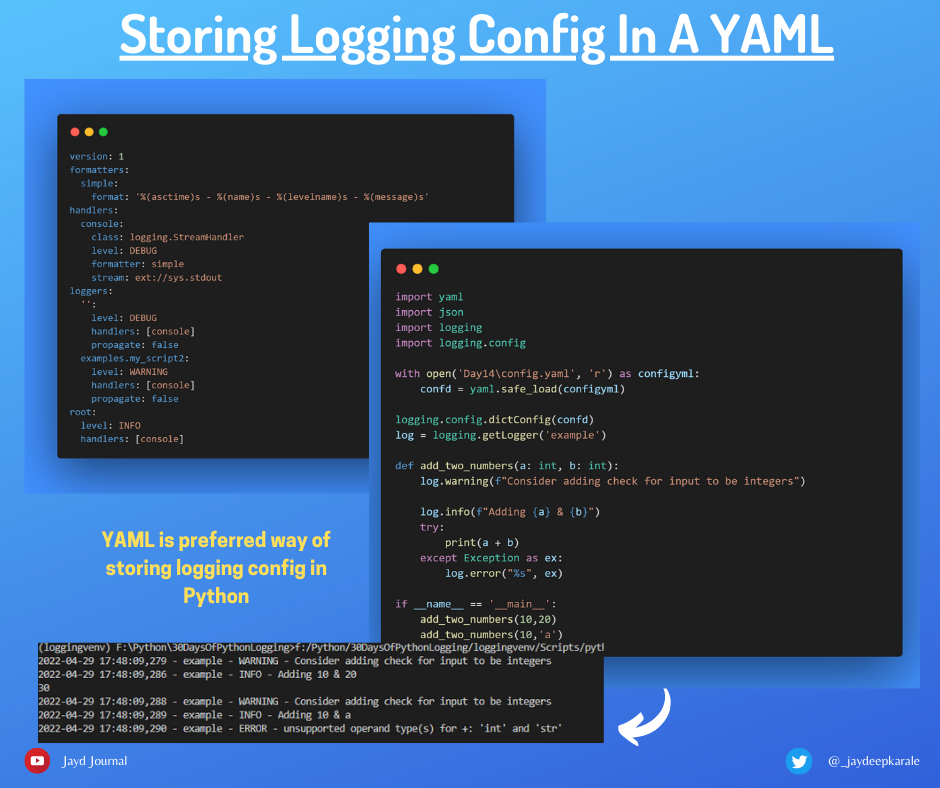 Storing Logging Config In A YAML
version: 1
formatters:
  simple:
    format: '%(asctime)s - %(name)s - %(levelname)s - %(message)s'
handlers:
  console:
    class: logging.StreamHandler
    level: DEBUG
    formatter: simple
    stream: ext://sys.stdout
loggers:
  '':
    level: DEBUG
    handlers: [console]
    propagate: false
  examples.my_script2:
    level: WARNING
    handlers: [console]
    propagate: false
root:
  level: INFO
  handlers: [console]
import yaml
import json
import logging
import logging.config
with open('Day14\config.yaml', 'r') as configyml:
    confd = yaml.safe_load(configyml)
logging.config.dictConfig(confd)
log = logging.getLogger('example')
def add_two_numbers(a: int, b: int):
    log.warning(f"Consider adding check for input to be integers")
    log.info(f"Adding {a} & {b}")
    try:
        print(a + b)
    except Exception as ex:
        log.error("%s", ex)
if __name__ == '__main__':
    add_two_numbers(10,20)
    add_two_numbers(10,'a')
YAML is preferred way of
storing logging config in
Python
(loggingvenv) F:\Python\30DaysOfPythonLogging>f:/Python/30DaysOfPythonLogging/loggingvenv/Scripts/pyt
2022-04-29 17:48:09,279 - example - WARNING - Consider adding check for input to be integers
2022-04-29 17:48:09,286 - example - INFO - Adding 10 & 20
30
2022-04-29 17:48:09,288 - example - WARNING - Consider adding check for input to be integers
2022-04-29 17:48:09,289 - example - INFO - Adding 10 & a
2022-04-29 17:48:09,290 - example - ERROR - unsupported operand type(s) for +: 'int' and 'str'
Jayd Journal
@_jaydeepkarale